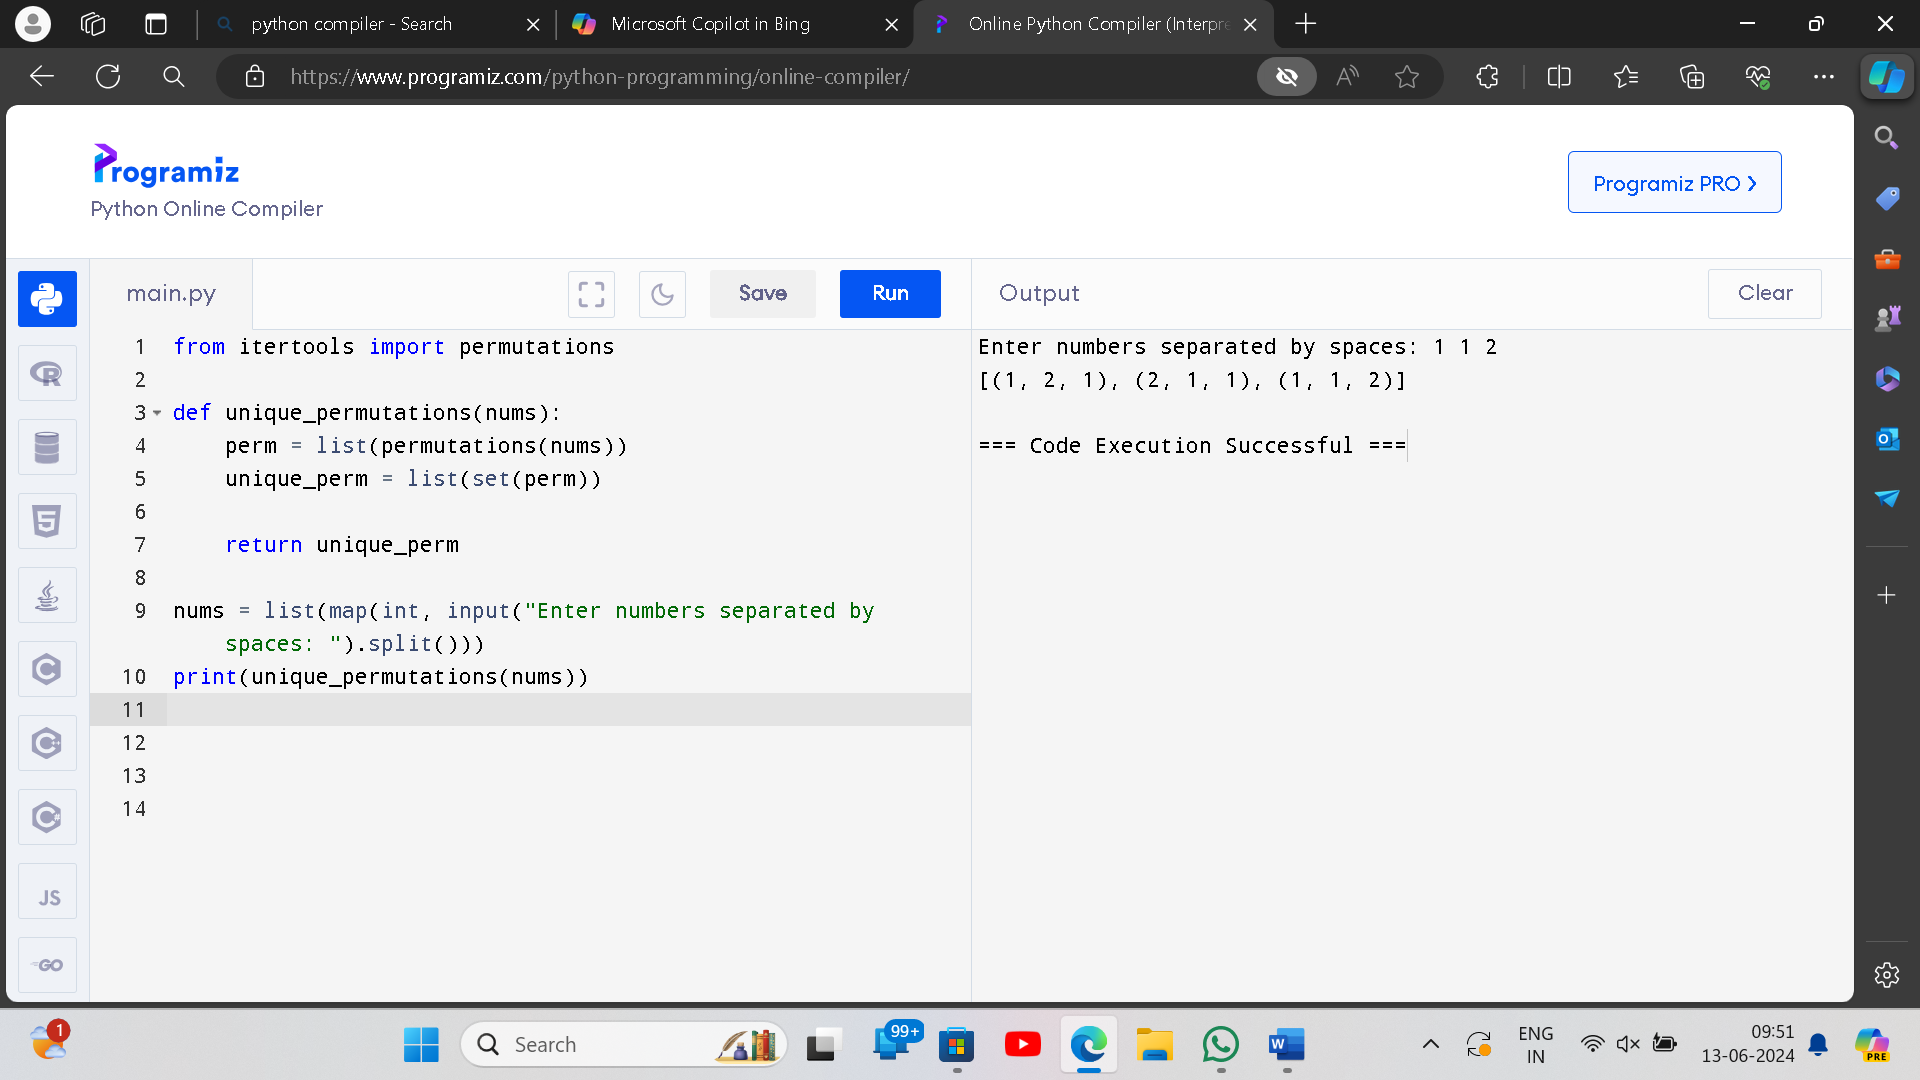 python compiler - Search
Microsoft Copilot in Bing
Online Python Compiler (Interpre
https://www.programiz.com/python-programming/online-compiler/
Programiz
Python Online Compiler
Programiz PRO
main.py
Save
Run
Output
Clear
1 from itertools import permutations
2
3 def unique_permutations(nums):
4 perm = list(permutations(nums))
5 unique_perm = list(set(perm))
6
7 return unique_perm
8
9 nums = list(map(int, input("Enter numbers separated by
spaces: ").split()))
10 print(unique_permutations(nums))
11
12
13
14
Enter numbers separated by spaces: 1 1 2
[(1, 2, 1), (2, 1, 1), (1, 1, 2)]
=== Code Execution Successful ===
R
5
C
C
C
JS
GO
1
Search
99+
W
ENG
IN
09:51
13-06-2024
PRE